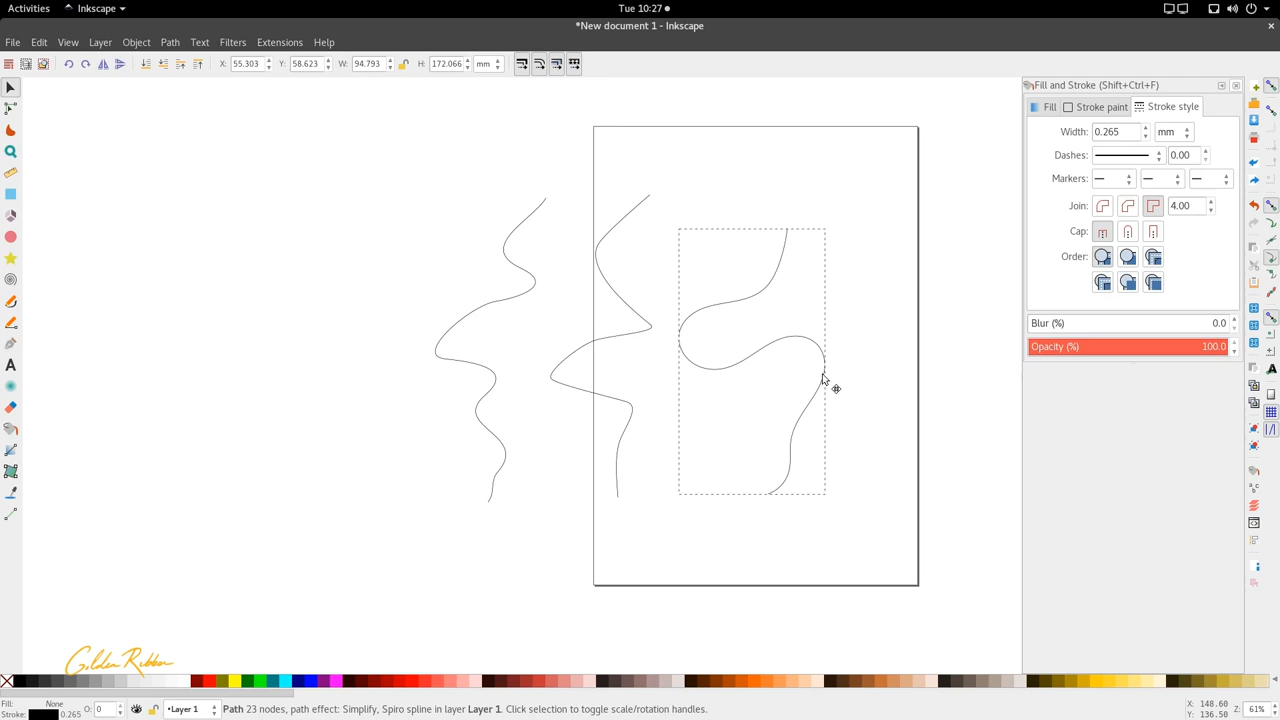 Activities Inkscape Tue 10:27
*New document 1 - Inkscape
File Edit View Layer Object Path Text Filters Extensions Help
X: 55.303 Y: 58.623 W: 94.793 H: 172.066 mm
Fill and Stroke (Shift+Ctrl+F)
Fill Stroke paint Stroke style
Width: 0.265 mm
Dashes: 0.00
Markers:
Join: 4.00
Cap:
Order:
Blur (%) 0.0
Opacity (%) 100.0
Golden Ribbon
Fill: None
Stroke: 0.265 O: 0 •Layer 1 Path 23 nodes, path effect: Simplify, Spiro spline in layer Layer 1. Click selection to toggle scale/rotation handles.
X: 148.60
Y: 136.50
Z: 61%